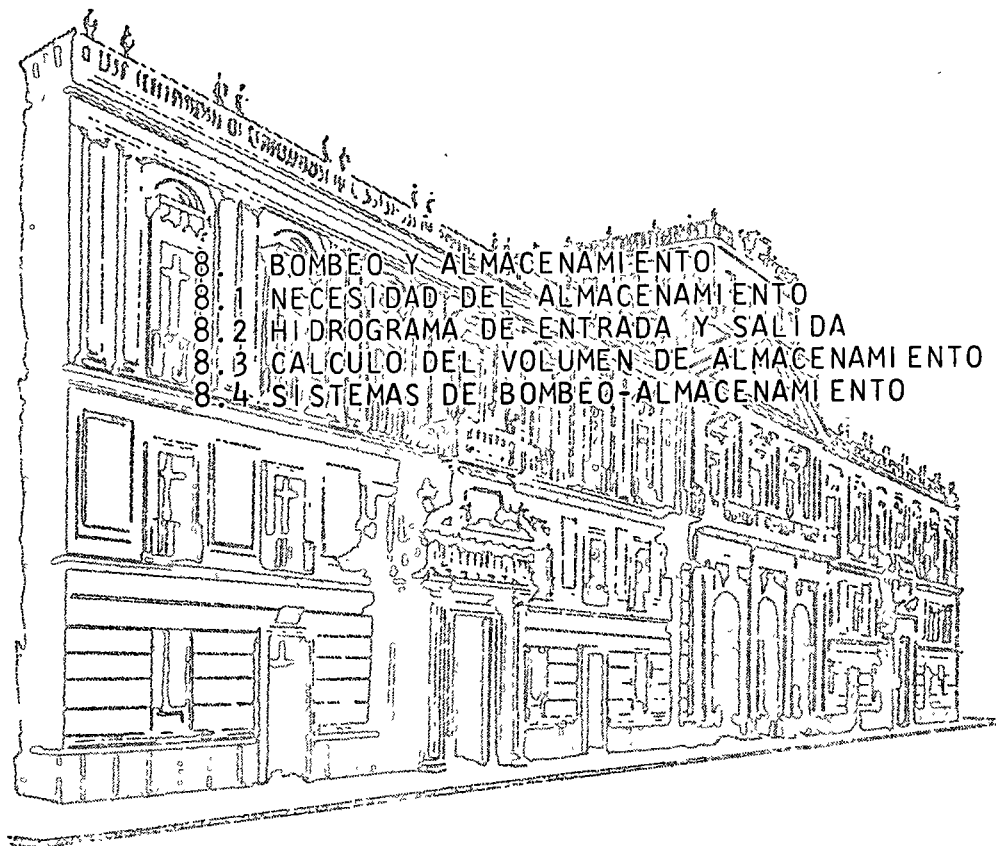 8. BOMBEO Y ALMACENAMIENTO
8.1 NECESIDAD DEL ALMACENAMIENTO
8.2 HIDROGRAMA DE ENTRADA Y SALIDA
8.3 CALCULO DEL VOLUMEN DE ALMACENAMIENTO
8.4 SISTEMAS DE BOMBEO-ALMACENAMIENTO